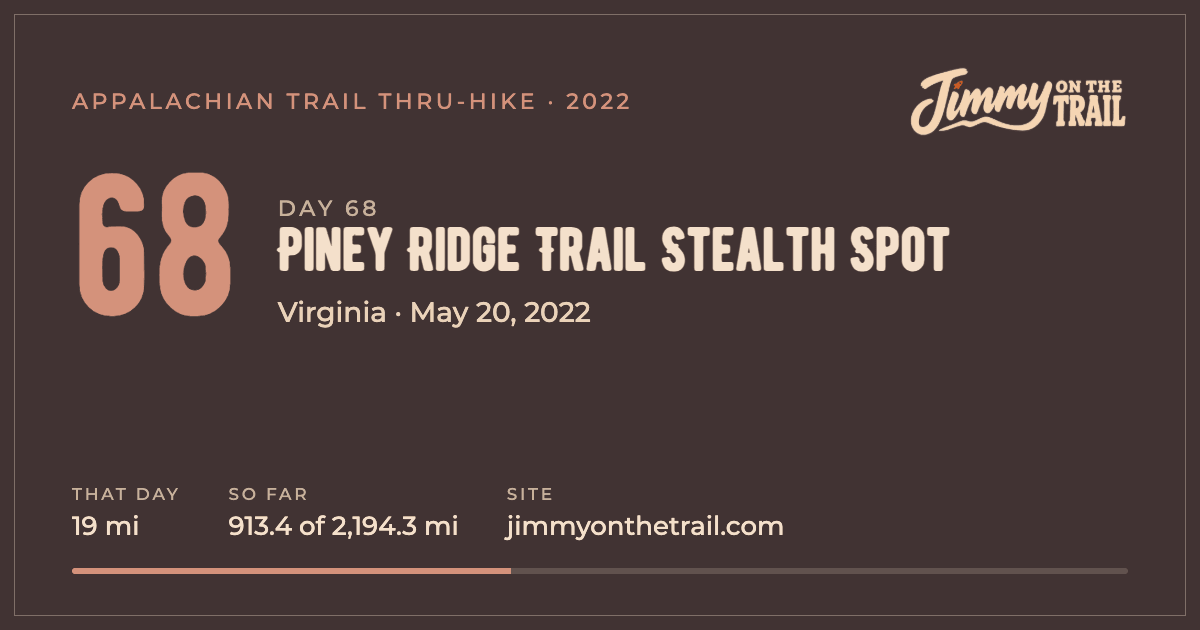 APPALACHIAN TRAIL THRU-HIKE · 2022
Jimmy ON THE TRAIL
68
DAY 68
PINEY RIDGE TRAIL STEALTH SPOT
Virginia · May 20, 2022
THAT DAY SO FAR SITE
19 mi 913.4 of 2,194.3 mi jimmyonthetrail.com